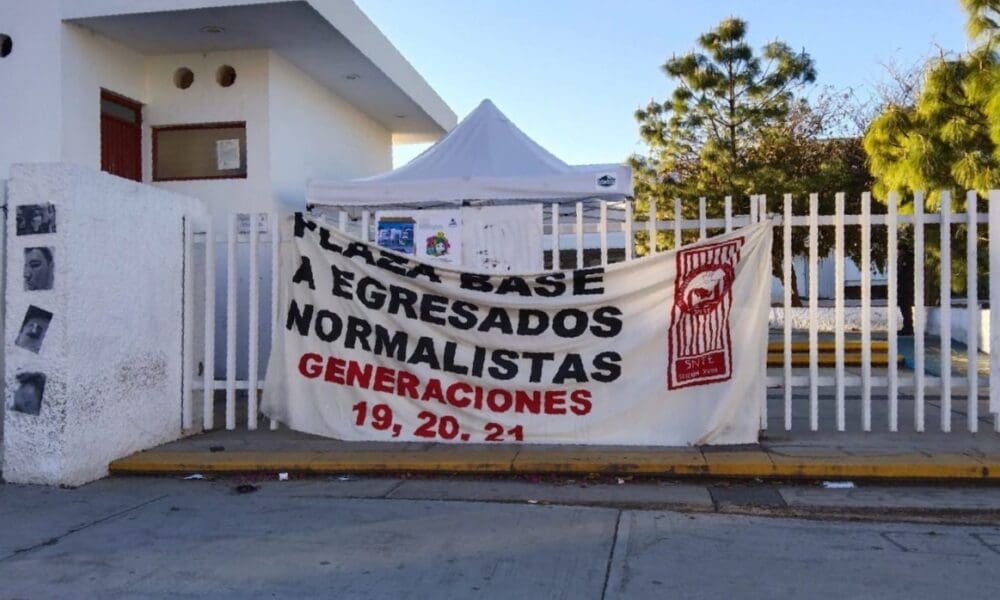 PLAZA BASE
A EGRESADOS
NORMALISTAS
GENERACIONES
19, 20, 21
SNTE